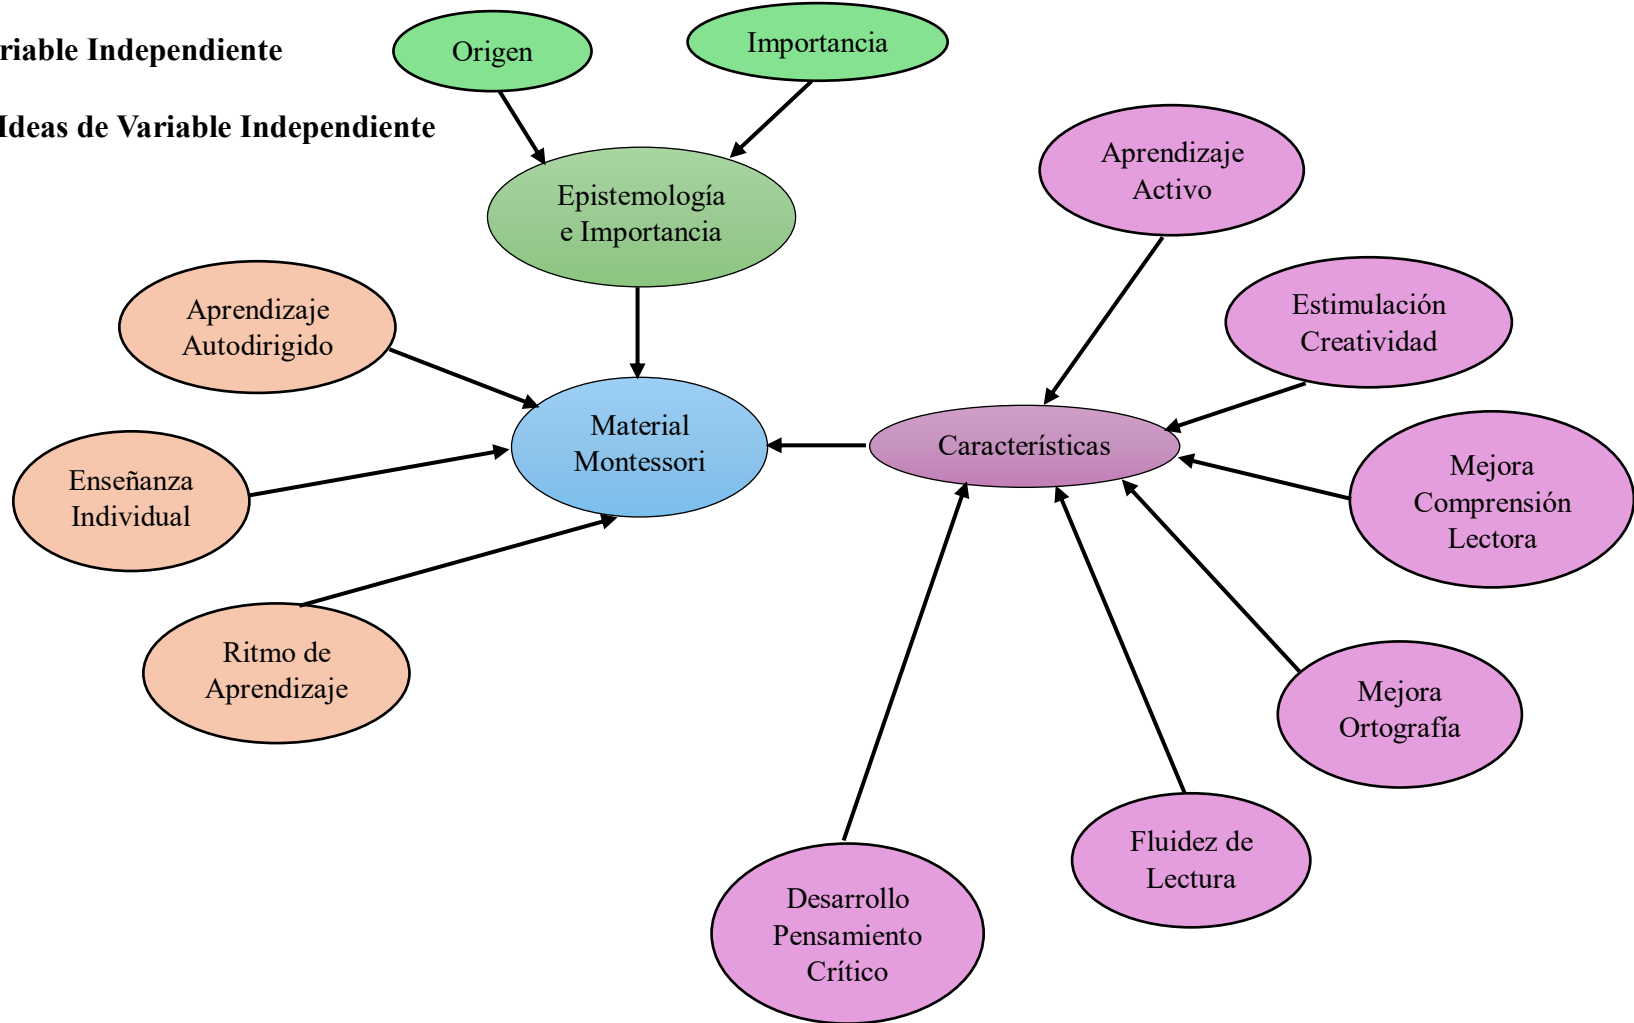 riable Independiente
Ideas de Variable Independiente
Origen
Importancia
Epistemología
e Importancia
Aprendizaje
Activo
Aprendizaje
Autodirigido
Estimulación
Creatividad
Material
Montessori
Características
Enseñanza
Individual
Mejora
Comprensión
Lectora
Ritmo de
Aprendizaje
Mejora
Ortografía
Fluidez de
Lectura
Desarrollo
Pensamiento
Crítico